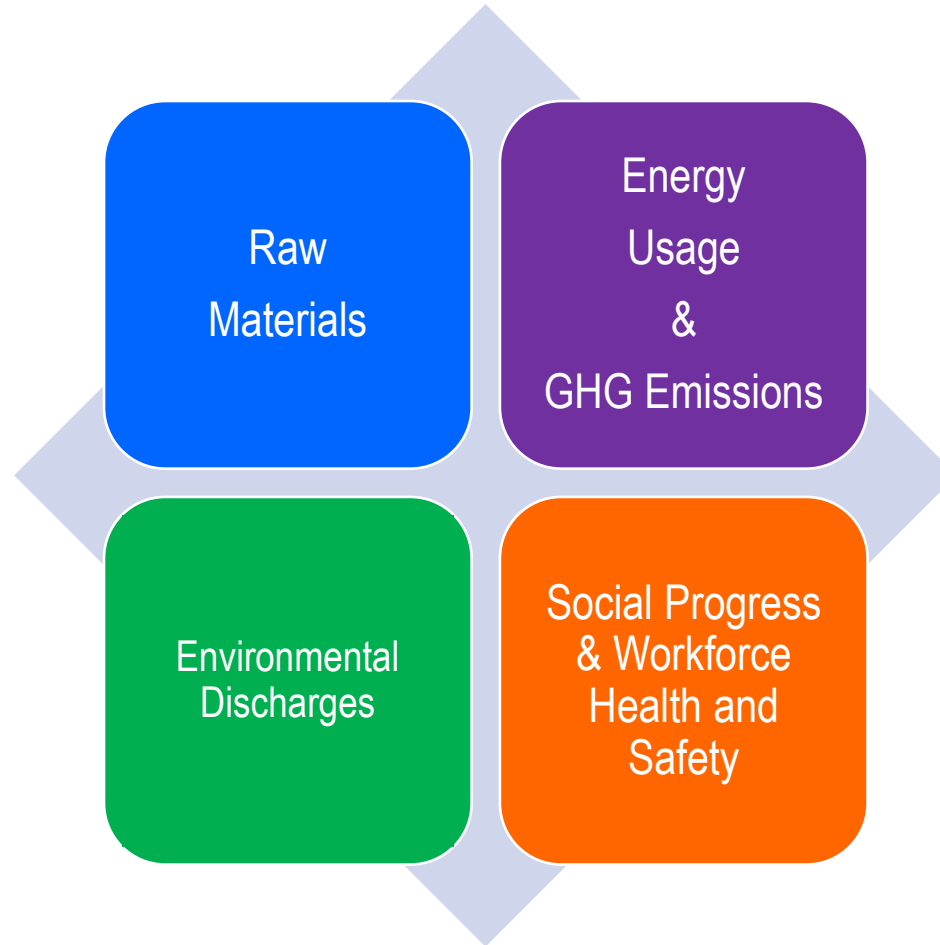 Raw
Materials
Energy
Usage
&
GHG Emissions
Environmental
Discharges
Social Progress
& Workforce
Health and
Safety